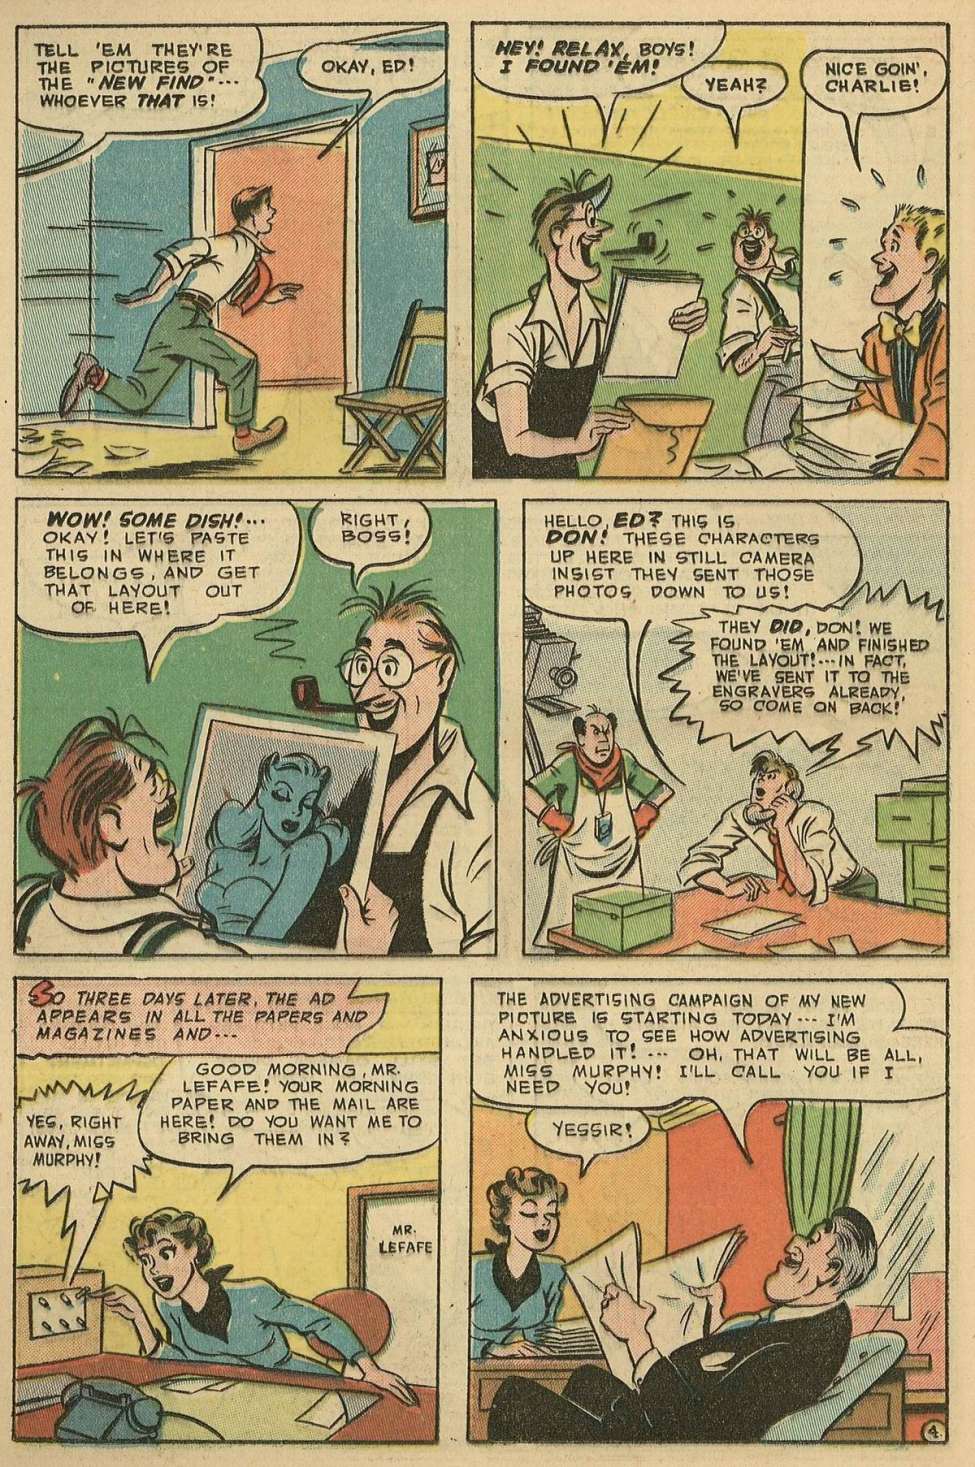 TELL 'EM THEY'RE
THE PICTURES OF
THE "NEW FIND"---
WHOEVER THAT IS!
OKAY, ED!
HEY! RELAX, BOYS!
I FOUND 'EM!
YEAH?
NICE GOIN',
CHARLIE!
WOW! SOME DISH!---
OKAY! LET'S PASTE
THIS IN WHERE IT
BELONGS, AND GET
THAT LAYOUT OUT
OF HERE!
RIGHT,
BOSS!
HELLO, ED? THIS IS
DON! THESE CHARACTERS
UP HERE IN STILL CAMERA
INSIST THEY SENT THOSE
PHOTOS DOWN TO US!
THEY DID, DON! WE
FOUND 'EM AND FINISHED
THE LAYOUT!---IN FACT,
WE'VE SENT IT TO THE
ENGRAVERS ALREADY,
SO COME ON BACK!
SO THREE DAYS LATER, THE AD
APPEARS IN ALL THE PAPERS AND
MAGAZINES AND---
GOOD MORNING, MR.
LEFAFE! YOUR MORNING
PAPER AND THE MAIL ARE
HERE! DO YOU WANT ME TO
BRING THEM IN?
YES, RIGHT
AWAY, MISS
MURPHY!
MR.
LEFAFE
THE ADVERTISING CAMPAIGN OF MY NEW
PICTURE IS STARTING TODAY--- I'M
ANXIOUS TO SEE HOW ADVERTISING
HANDLED IT!--- OH, THAT WILL BE ALL,
MISS MURPHY! I'LL CALL YOU IF I
NEED YOU!
YESSIR!
4.